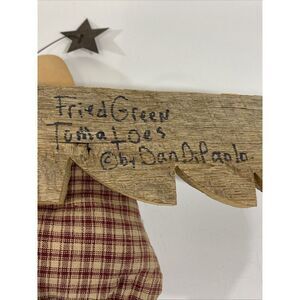 Fried Green
Tomatoes
© by Dan DiPaolo